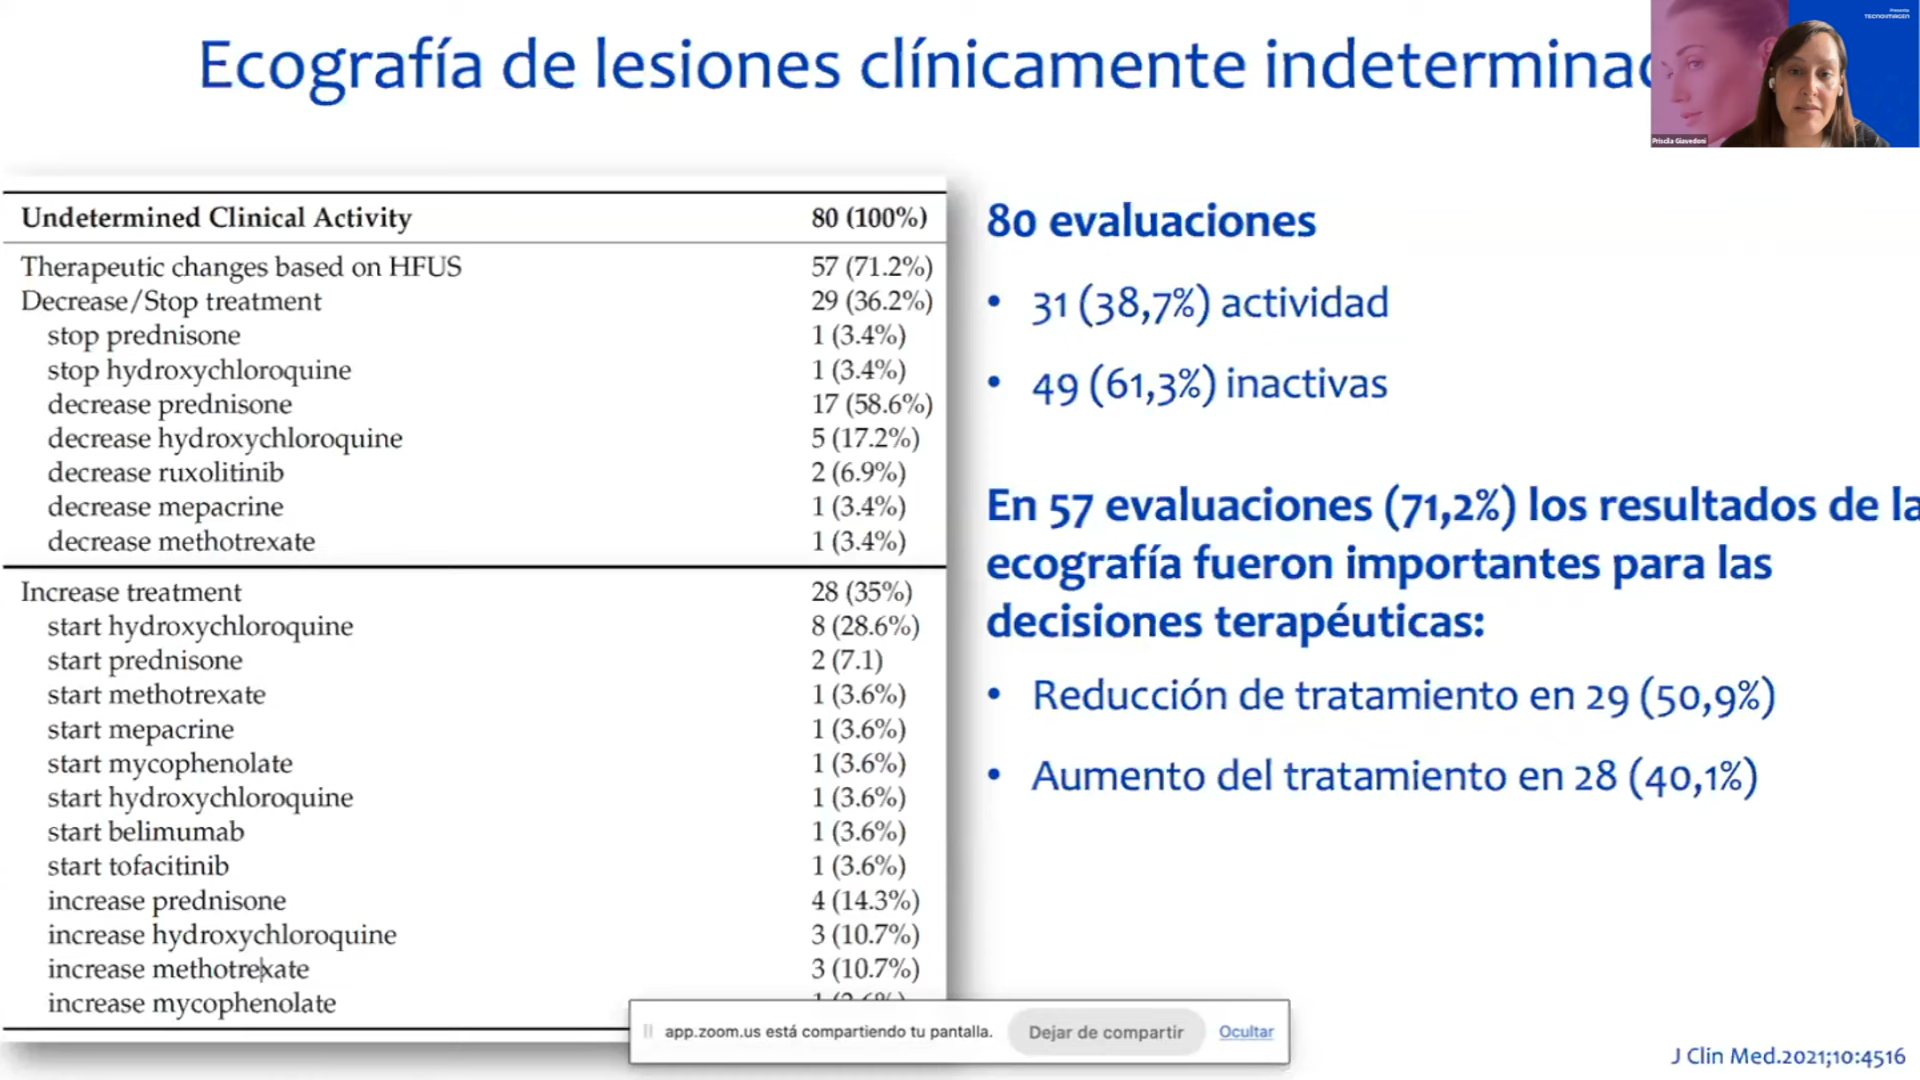 Ecografía de lesiones clínicamente indetermina
Presenta
TECNOIMAGEN
Priscila Giavedoni
Undetermined Clinical Activity 80 (100%)
Therapeutic changes based on HFUS 57 (71.2%)
Decrease/Stop treatment 29 (36.2%)
stop prednisone 1 (3.4%)
stop hydroxychloroquine 1 (3.4%)
decrease prednisone 17 (58.6%)
decrease hydroxychloroquine 5 (17.2%)
decrease ruxolitinib 2 (6.9%)
decrease mepacrine 1 (3.4%)
decrease methotrexate 1 (3.4%)
Increase treatment 28 (35%)
start hydroxychloroquine 8 (28.6%)
start prednisone 2 (7.1)
start methotrexate 1 (3.6%)
start mepacrine 1 (3.6%)
start mycophenolate 1 (3.6%)
start hydroxychloroquine 1 (3.6%)
start belimumab 1 (3.6%)
start tofacitinib 1 (3.6%)
increase prednisone 4 (14.3%)
increase hydroxychloroquine 3 (10.7%)
increase methotrexate 3 (10.7%)
increase mycophenolate
80 evaluaciones
• 31 (38,7%) actividad
• 49 (61,3%) inactivas
En 57 evaluaciones (71,2%) los resultados de la
ecografía fueron importantes para las
decisiones terapéuticas:
• Reducción de tratamiento en 29 (50,9%)
• Aumento del tratamiento en 28 (40,1%)
app.zoom.us está compartiendo tu pantalla. Dejar de compartir Ocultar
J Clin Med.2021;10:4516